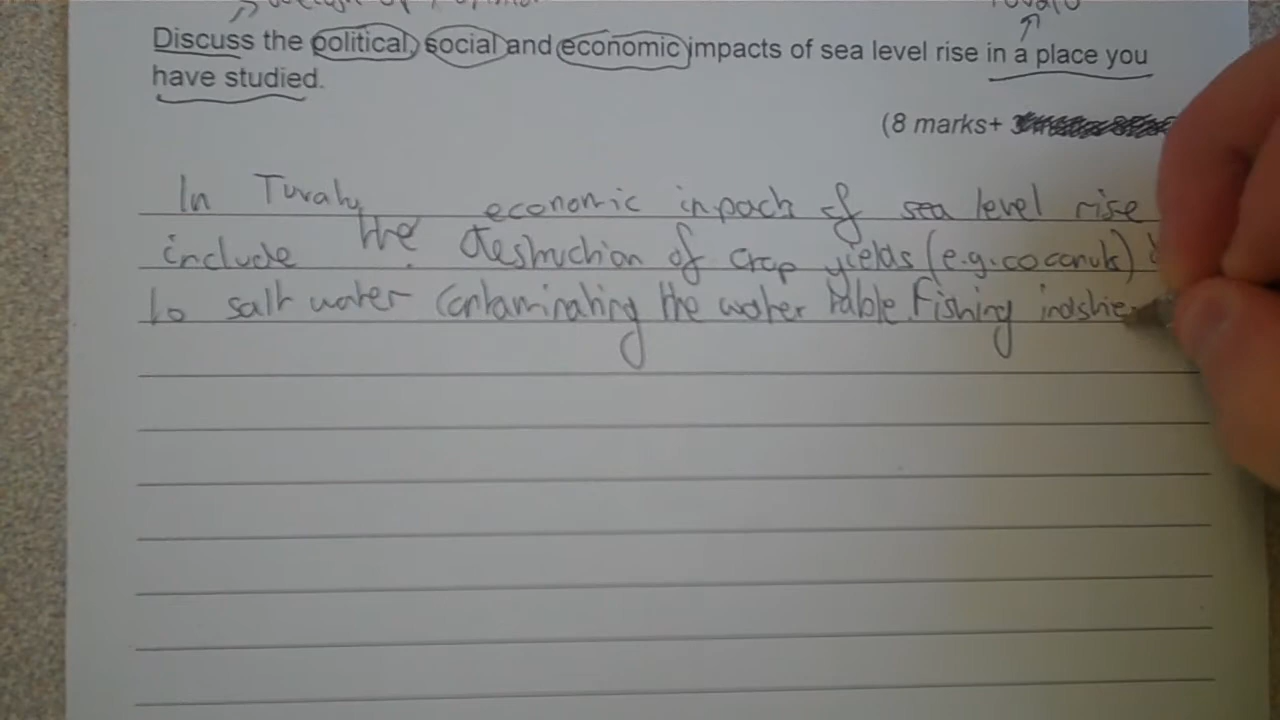 Discuss the political, social and economic impacts of sea level rise in a place you
have studied.
(8 marks+
In Tuvalu, economic impacts of sea level rise
include the destruction of crop yields (e.g. coconuts)
to salt water contaminating the water table. Fishing